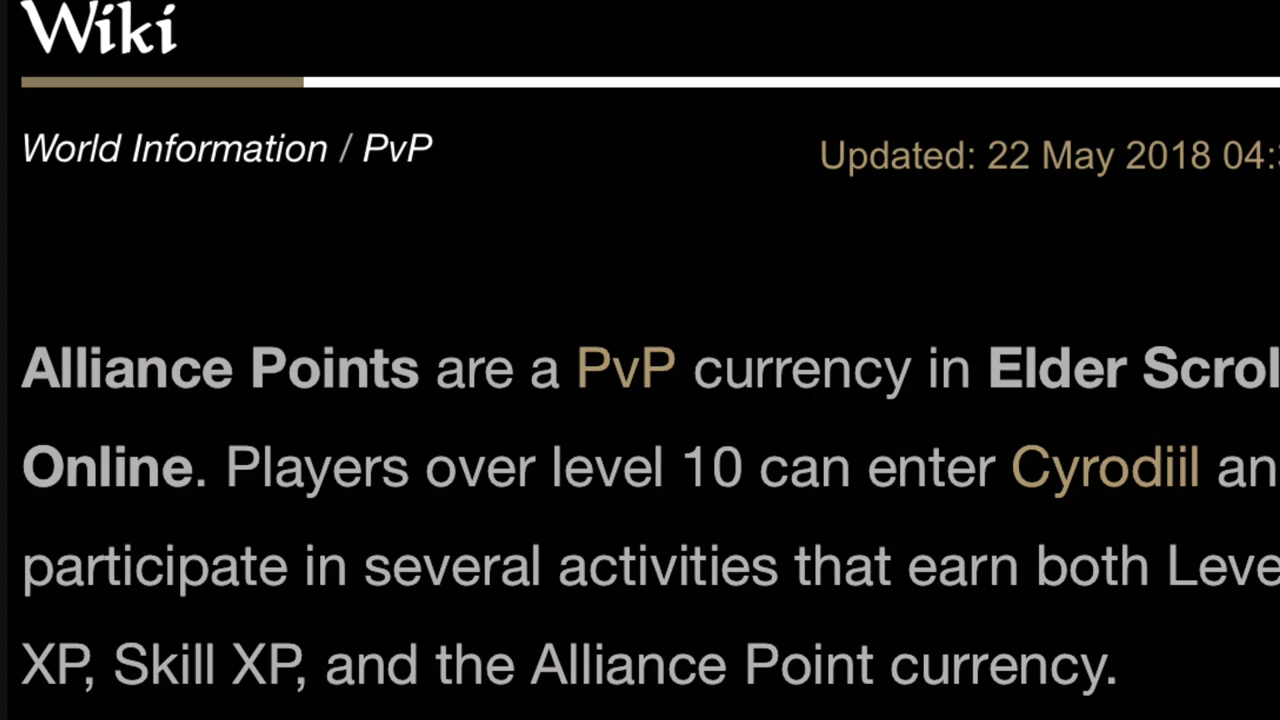 Wiki
World Information / PvP
Updated: 22 May 2018 04:
Alliance Points are a PvP currency in Elder Scrol
Online. Players over level 10 can enter Cyrodiil an
participate in several activities that earn both Leve
XP, Skill XP, and the Alliance Point currency.